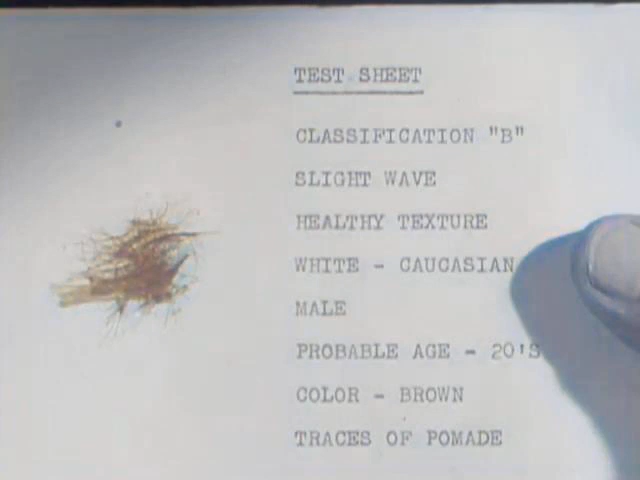 TEST SHEET
CLASSIFICATION "B"
SLIGHT WAVE
HEALTHY TEXTURE
WHITE - CAUCASIAN
MALE
PROBABLE AGE - 20'S
COLOR - BROWN
TRACES OF POMADE